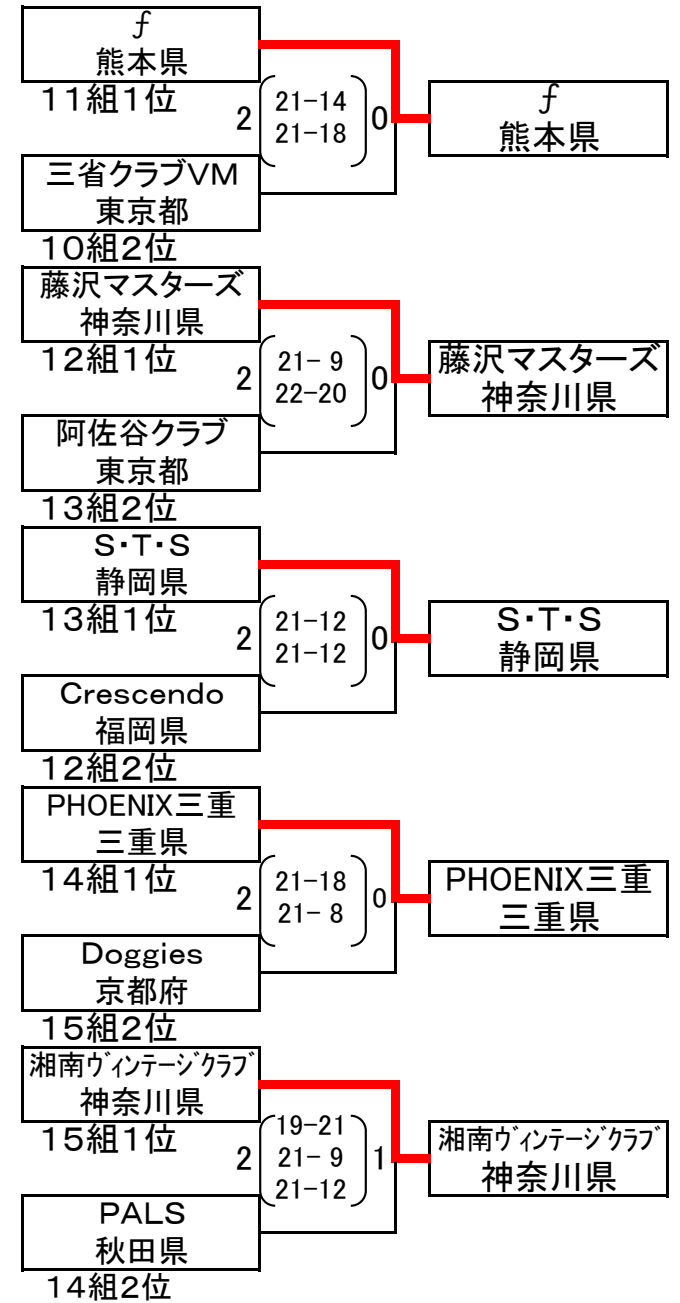 ｆ
熊本県
１１組１位
2 21-14 0
21-18
ｆ
熊本県
三省クラブVM
東京都
１０組２位
藤沢マスターズ
神奈川県
１２組１位
2 21- 9 0
22-20
藤沢マスターズ
神奈川県
阿佐谷クラブ
東京都
１３組２位
S・T・S
静岡県
１３組１位
2 21-12 0
21-12
S・T・S
静岡県
Crescendo
福岡県
１２組２位
PHOENIX三重
三重県
１４組１位
2 21-18 0
21- 8
PHOENIX三重
三重県
Doggies
京都府
１５組２位
湘南ヴィンテージクラブ
神奈川県
１５組１位
2 19-21 1
21- 9
21-12
湘南ヴィンテージクラブ
神奈川県
PALS
秋田県
１４組２位